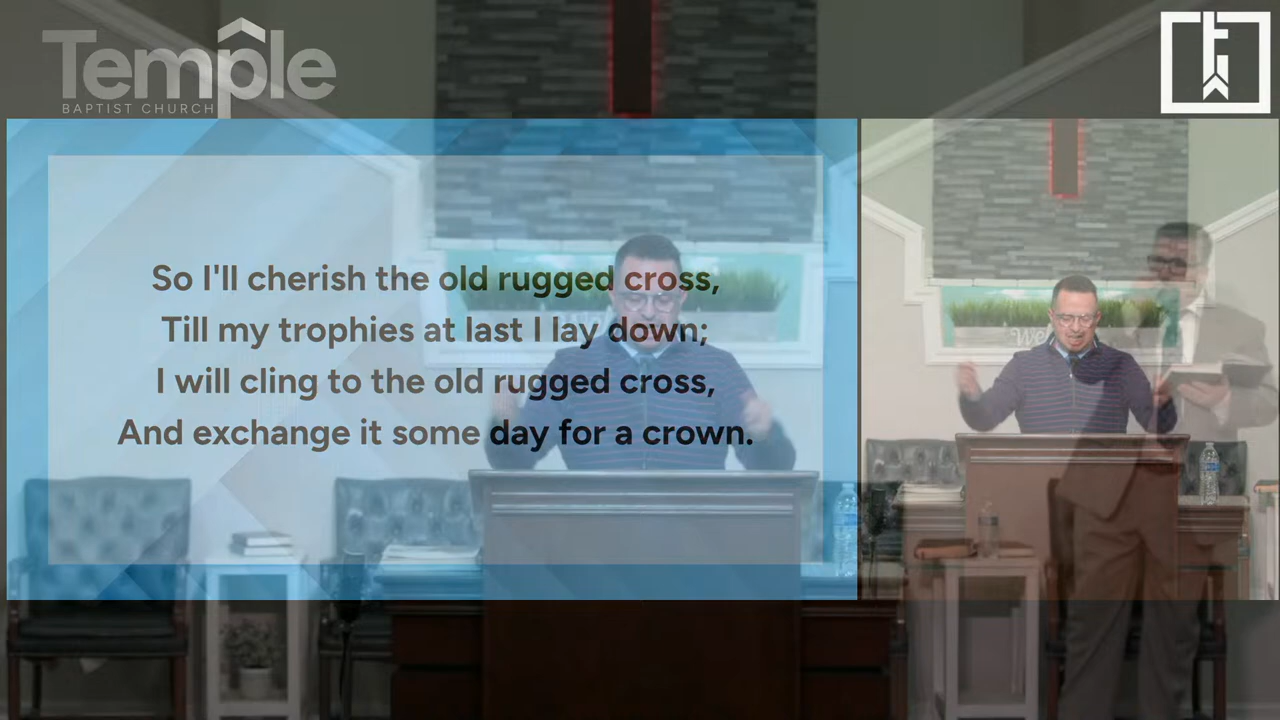 Temple
BAPTIST CHURCH
So I'll cherish the old rugged cross,
Till my trophies at last I lay down;
I will cling to the old rugged cross,
And exchange it some day for a crown.